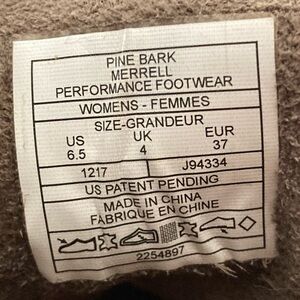 PINE BARK
MERRELL
PERFORMANCE FOOTWEAR
WOMENS - FEMMES
SIZE-GRANDEUR
US UK EUR
6.5 4 37
1217 J94334
US PATENT PENDING
MADE IN CHINA
FABRIQUE EN CHINE
2254897